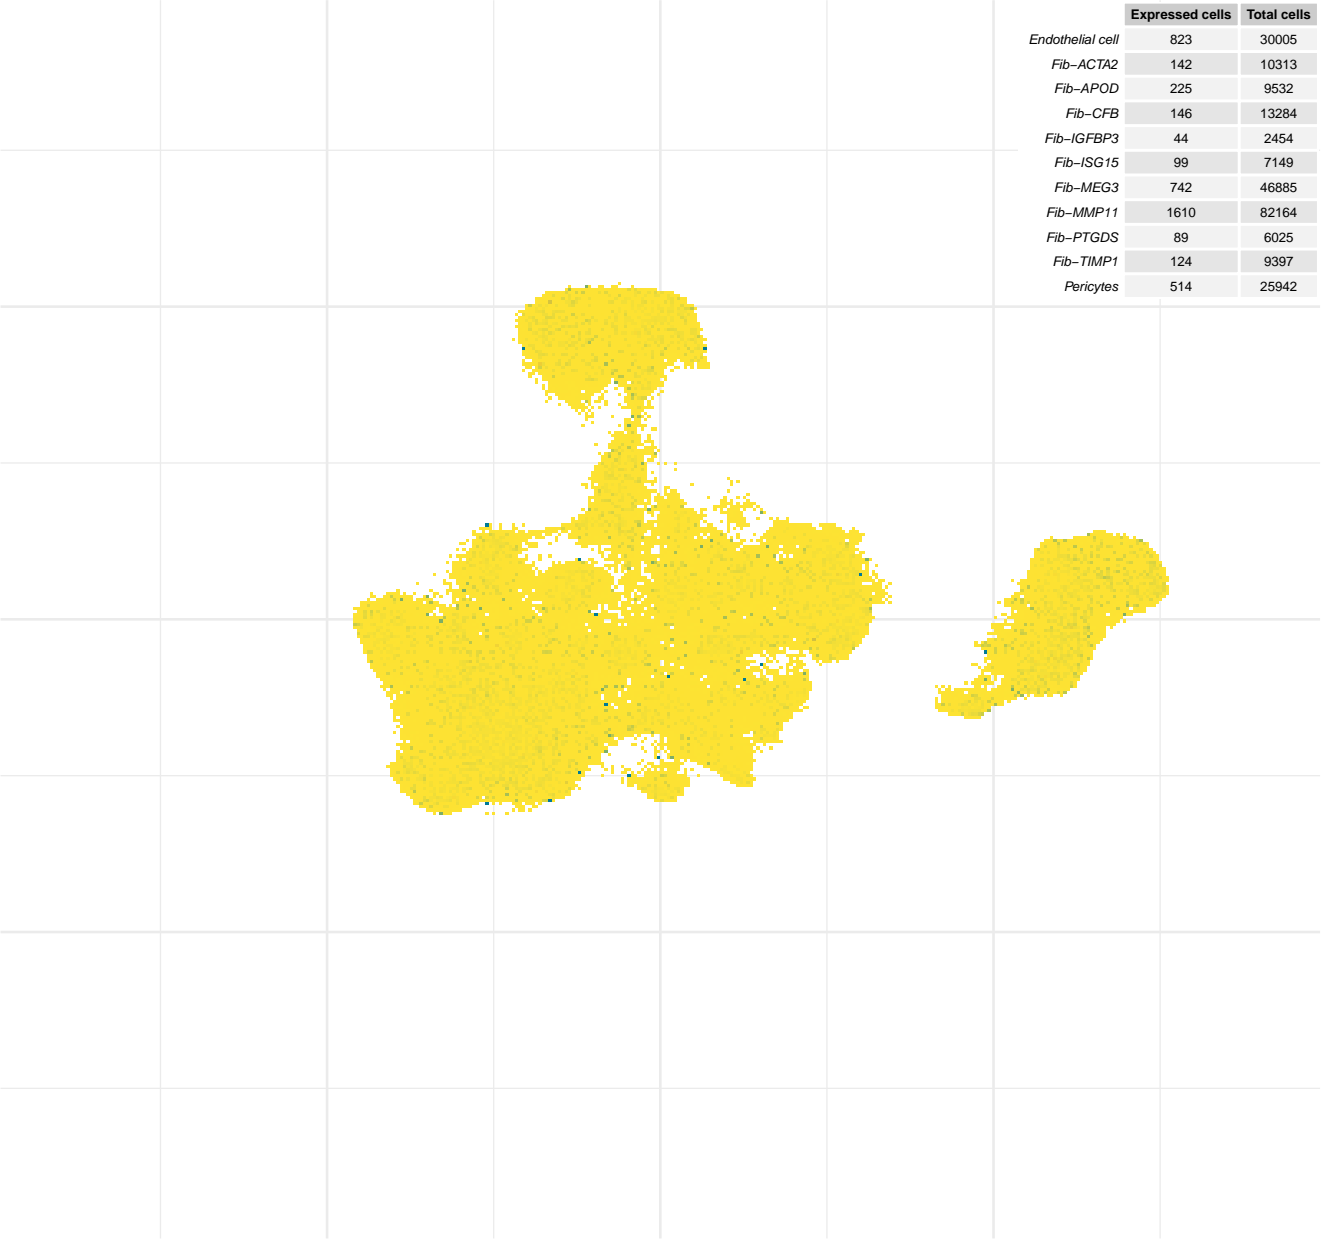 Expressed cells Total cells
Endothelial cell 823 30005
Fib−ACTA2 142 10313
Fib−APOD 225 9532
Fib−CFB 146 13284
Fib−IGFBP3 44 2454
Fib−ISG15 99 7149
Fib−MEG3 742 46885
Fib−MMP11 1610 82164
Fib−PTGDS 89 6025
Fib−TIMP1 124 9397
Pericytes 514 25942